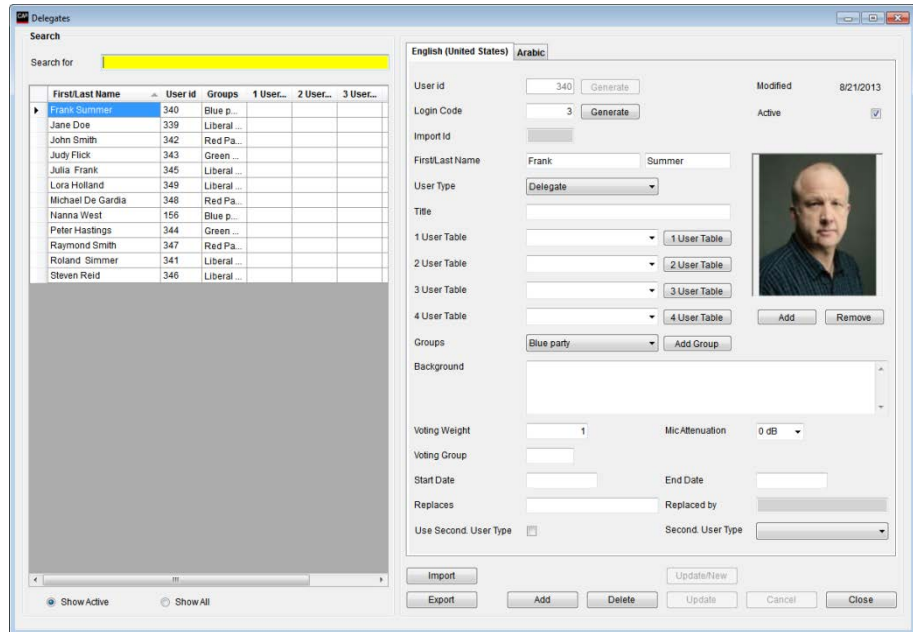 CAP Delegates
Search
Search for
First/Last Name User id Groups 1 User... 2 User... 3 User...
Frank Summer 340 Blue p...
Jane Doe 339 Liberal ...
John Smith 342 Red Pa...
Judy Flick 343 Green ...
Julia Frank 345 Liberal ...
Lora Holland 349 Liberal ...
Michael De Gardia 348 Red Pa...
Nanna West 156 Blue p...
Peter Hastings 344 Green ...
Raymond Smith 347 Red Pa...
Roland Simmer 341 Liberal ...
Steven Reid 346 Liberal ...
Show Active Show All
English (United States) Arabic
User id 340 Generate Modified 8/21/2013
Login Code 3 Generate Active
Import Id
First/Last Name Frank Summer
User Type Delegate
Title
1 User Table 1 User Table
2 User Table 2 User Table
3 User Table 3 User Table
4 User Table 4 User Table Add Remove
Groups Blue party Add Group
Background
Voting Weight 1 Mic Attenuation 0 dB
Voting Group
Start Date End Date
Replaces Replaced by
Use Second. User Type Second. User Type
Import Update/New
Export Add Delete Update Cancel Close